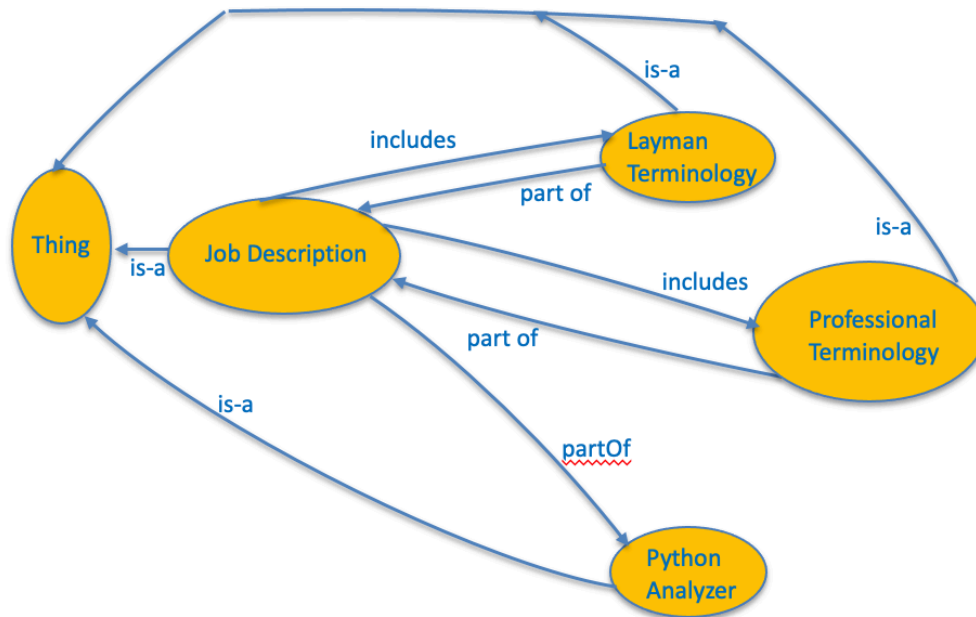 is-a
includes
Layman
Terminology
part of
is-a
Thing
is-a
Job Description
includes
Professional
Terminology
part of
is-a
partOf
Python
Analyzer